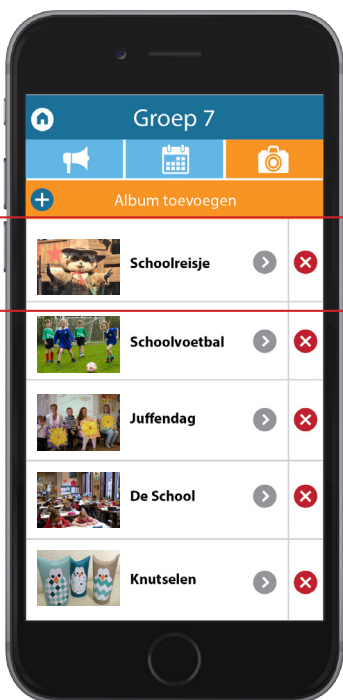 Groep 7
Album toevoegen
Schoolreisje
Schoolvoetbal
Juffendag
De School
Knutselen